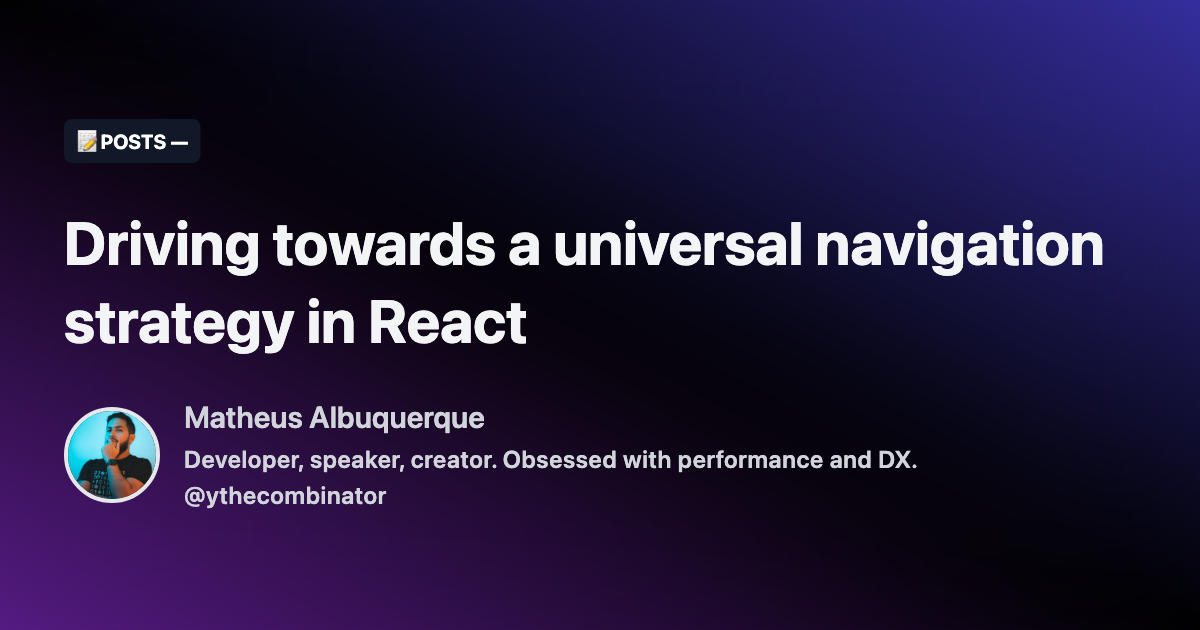 📝POSTS —
Driving towards a universal navigation
strategy in React
Matheus Albuquerque
Developer, speaker, creator. Obsessed with performance and DX.
@ythecombinator